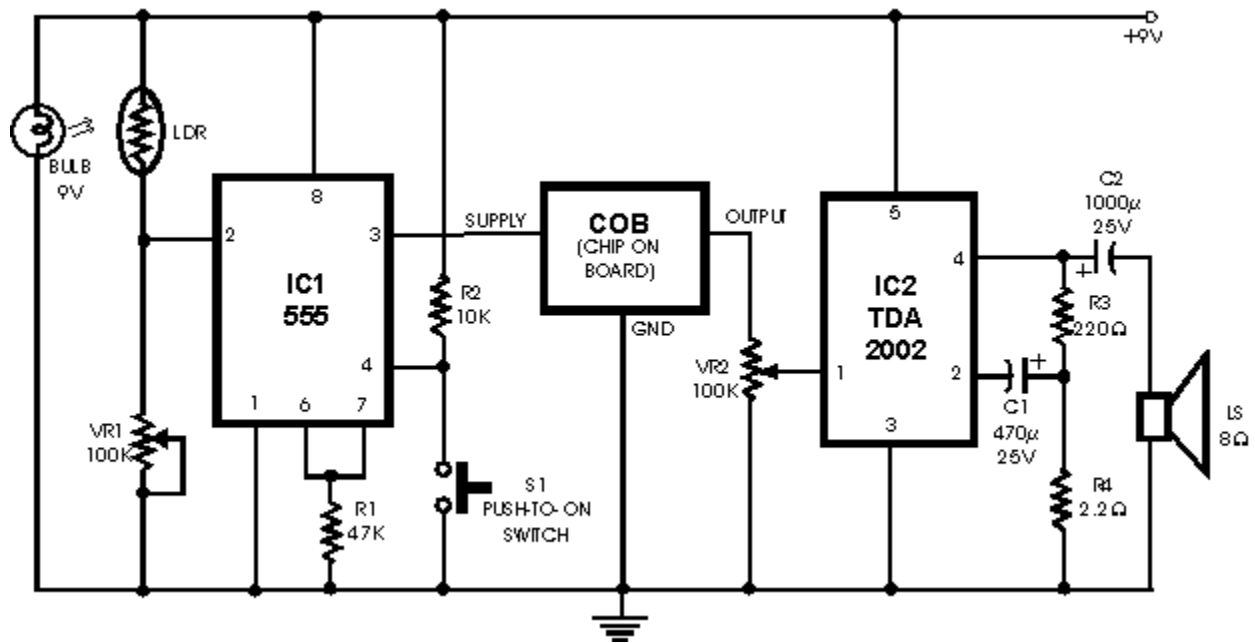 +9V
LDR
BULB
9V
8
2
3
SUPPLY
COB
(CHIP ON
BOARD)
OUTPUT
GND
IC1
555
R2
10K
4
1
6
7
VR1
100K
R1
47K
S1
PUSH-TO-ON
SWITCH
VR2
100K
5
4
IC2
TDA
2002
1
2
3
C2
1000µ
25V
+
R3
220Ω
+
C1
470µ
25V
R4
2.2Ω
LS
8Ω